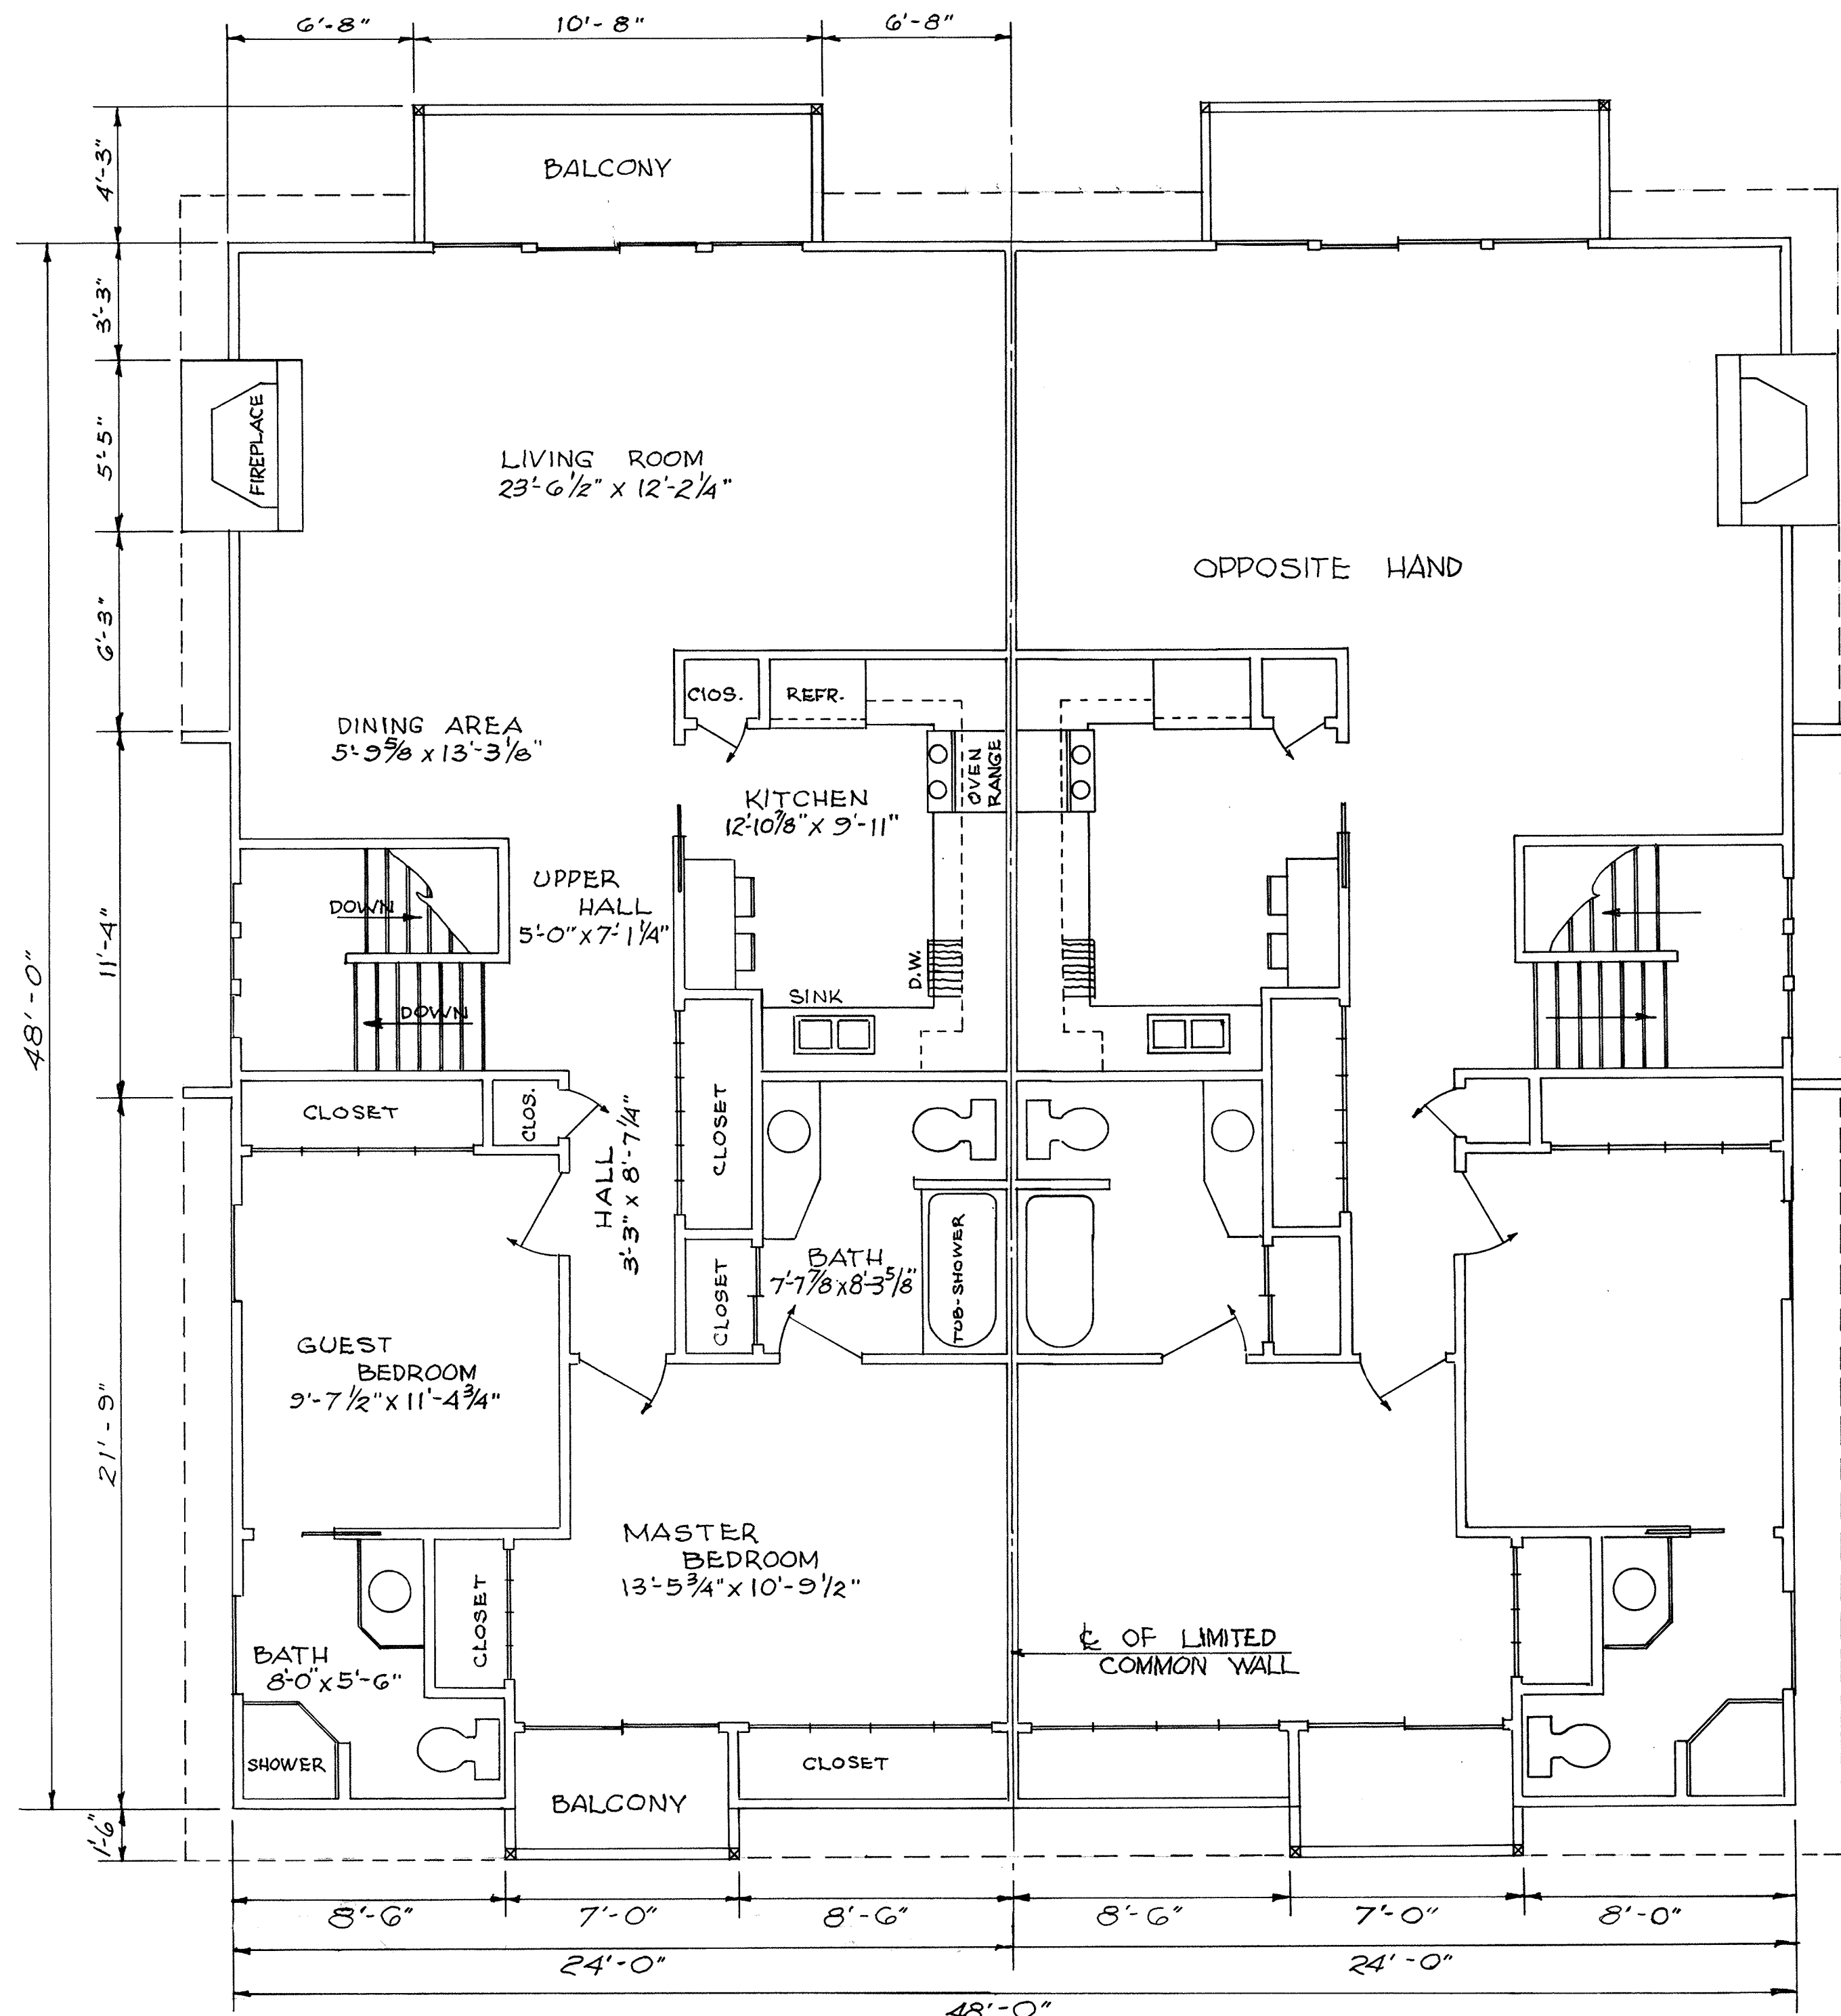 6'-8" 10'-8" 6'-8"
4'-3"
BALCONY
3'-3"
5'-5"
FIREPLACE
LIVING ROOM
23'-6 1/2" X 12'-2 1/4"
OPPOSITE HAND
6'-3"
CLOS.
REFR.
DINING AREA
5'-9 5/8 x 13'-3 1/8"
OVEN
RANGE
KITCHEN
12'-10 7/8" X 9'-11"
48'-0"
11'-4"
DOWN
UPPER
HALL
5'-0" X 7'-1 1/4"
DOWN
D.W.
SINK
CLOSET
CLOS.
HALL
3'-3" x 8'-7 1/4"
CLOSET
CLOSET
BATH
7'-7 7/8 x 8'-3 5/8"
TUB-SHOWER
GUEST
BEDROOM
9'-7 1/2" X 11'-4 3/4"
21'-9"
MASTER
BEDROOM
13'-5 3/4" X 10'-9 1/2"
CLOSET
BATH
8'-0" x 5'-6"
℄ OF LIMITED
COMMON WALL
SHOWER
BALCONY
CLOSET
1'-6"
8'-6" 7'-0" 8'-6" 8'-6" 7'-0" 8'-0"
24'-0" 24'-0"
48'-0"